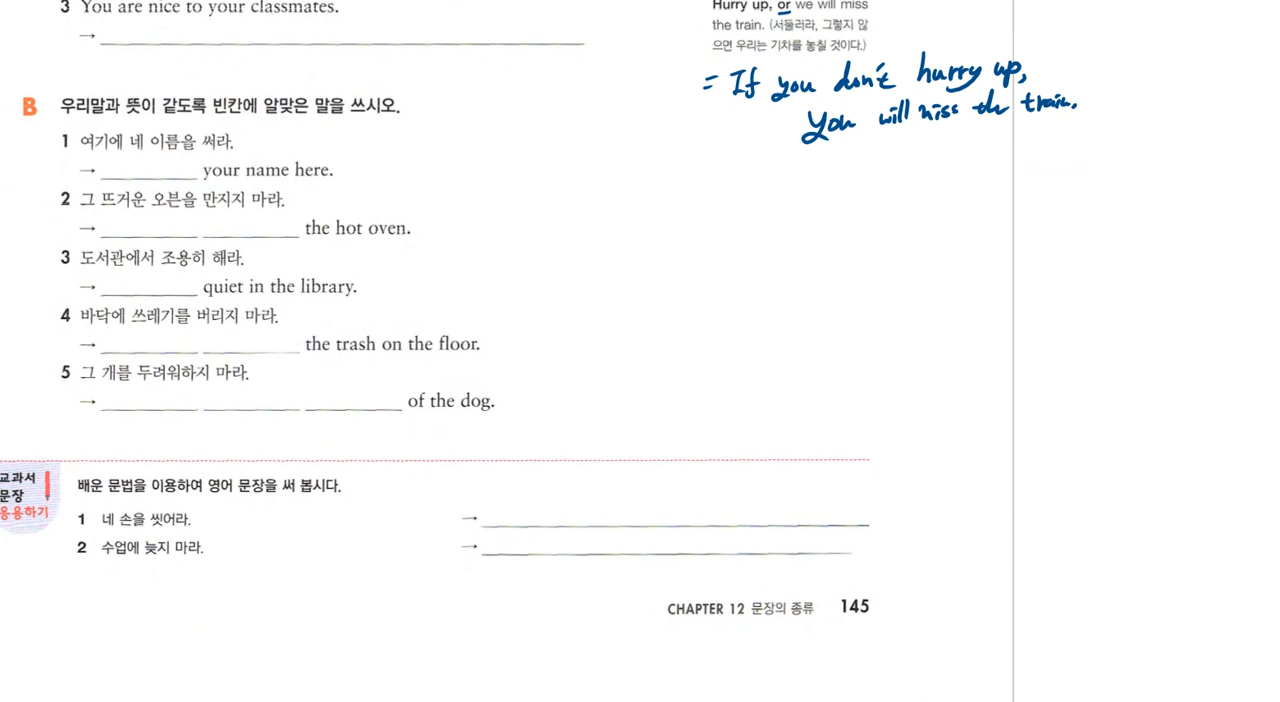 3 You are nice to your classmates.
→
Hurry up, or we will miss
the train. (서둘러라, 그렇지 않
으면 우리는 기차를 놓칠 것이다.)
= If you don't hurry up,
you will miss the train.
B 우리말과 뜻이 같도록 빈칸에 알맞은 말을 쓰시오.
1 여기에 네 이름을 써라.
→ ________ your name here.
2 그 뜨거운 오븐을 만지지 마라.
→ ________ ________ the hot oven.
3 도서관에서 조용히 해라.
→ ________ quiet in the library.
4 바닥에 쓰레기를 버리지 마라.
→ ________ ________ the trash on the floor.
5 그 개를 두려워하지 마라.
→ ________ ________ ________ of the dog.
교과서
문장
응용하기
배운 문법을 이용하여 영어 문장을 써 봅시다.
1 네 손을 씻어라. →
2 수업에 늦지 마라. →
CHAPTER 12 문장의 종류 145